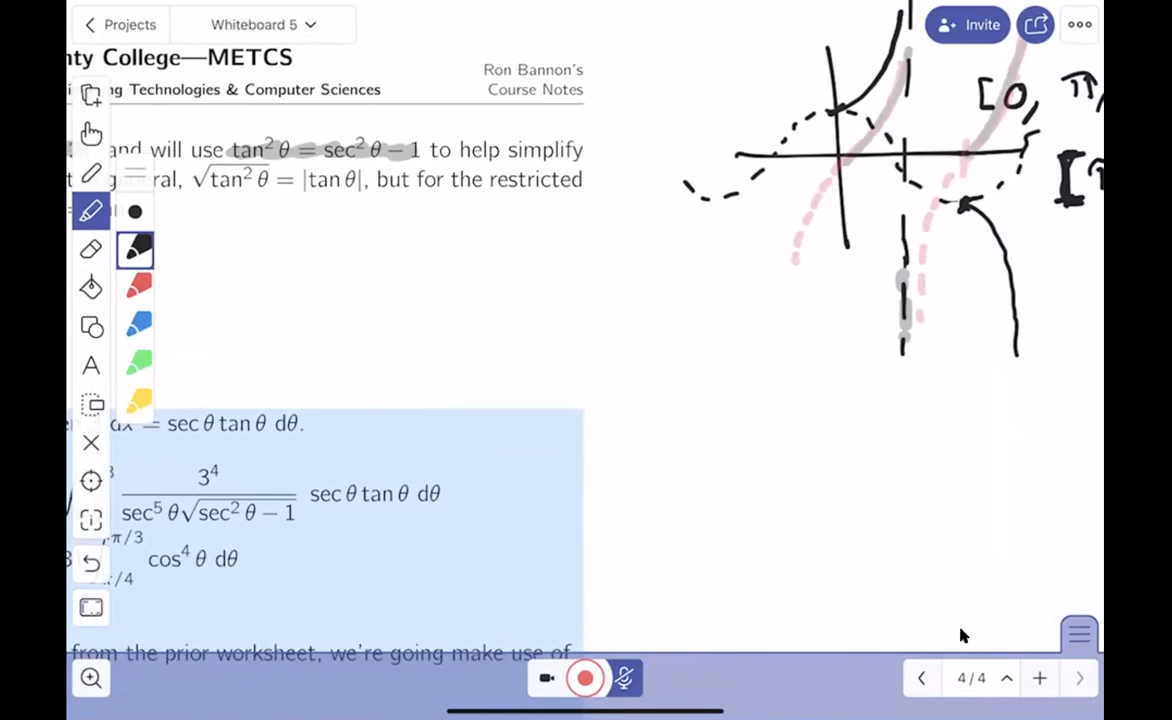 Projects
Whiteboard 5
Invite
nty College—METCS
ng Technologies & Computer Sciences
Ron Bannon's
Course Notes
and will use tan² θ = sec² θ − 1 to help simplify
ral, √tan² θ = |tan θ|, but for the restricted
[0, π,
[π
dx = sec θ tan θ dθ.
3⁴
sec⁵ θ√sec² θ − 1
sec θ tan θ dθ
π/3
cos⁴ θ dθ
π/4
from the prior worksheet, we're going make use of
4/4